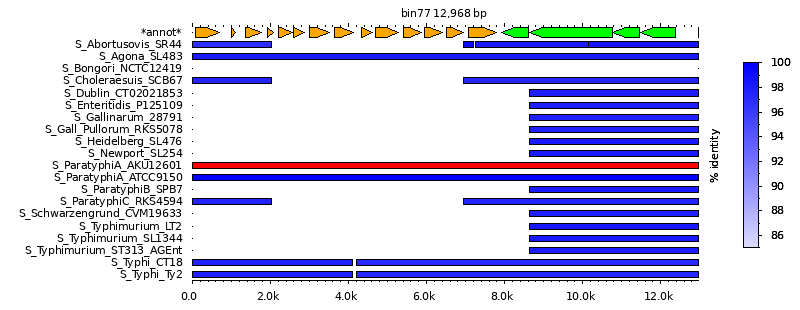 bin77 12,968 bp
*annot*
S_Abortusovis_SR44
S_Agona_SL483
S_Bongori_NCTC12419
S_Choleraesuis_SCB67
S_Dublin_CT02021853
S_Enteritidis_P125109
S_Gallinarum_28791
S_Gall_Pullorum_RKS5078
S_Heidelberg_SL476
S_Newport_SL254
S_ParatyphiA_AKU12601
S_ParatyphiA_ATCC9150
S_ParatyphiB_SPB7
S_ParatyphiC_RKS4594
S_Schwarzengrund_CVM19633
S_Typhimurium_LT2
S_Typhimurium_SL1344
S_Typhimurium_ST313_AGEnt
S_Typhi_CT18
S_Typhi_Ty2
0.0 2.0k 4.0k 6.0k 8.0k 10.0k 12.0k
% identity
100
98
96
94
92
90
88
86